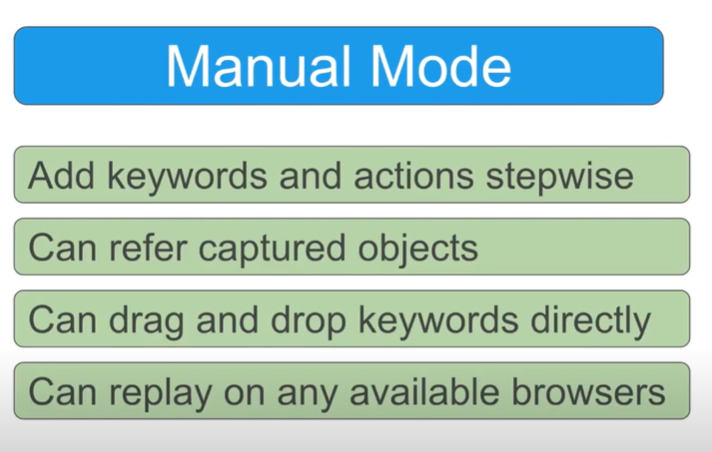 Manual Mode
Add keywords and actions stepwise
Can refer captured objects
Can drag and drop keywords directly
Can replay on any available browsers